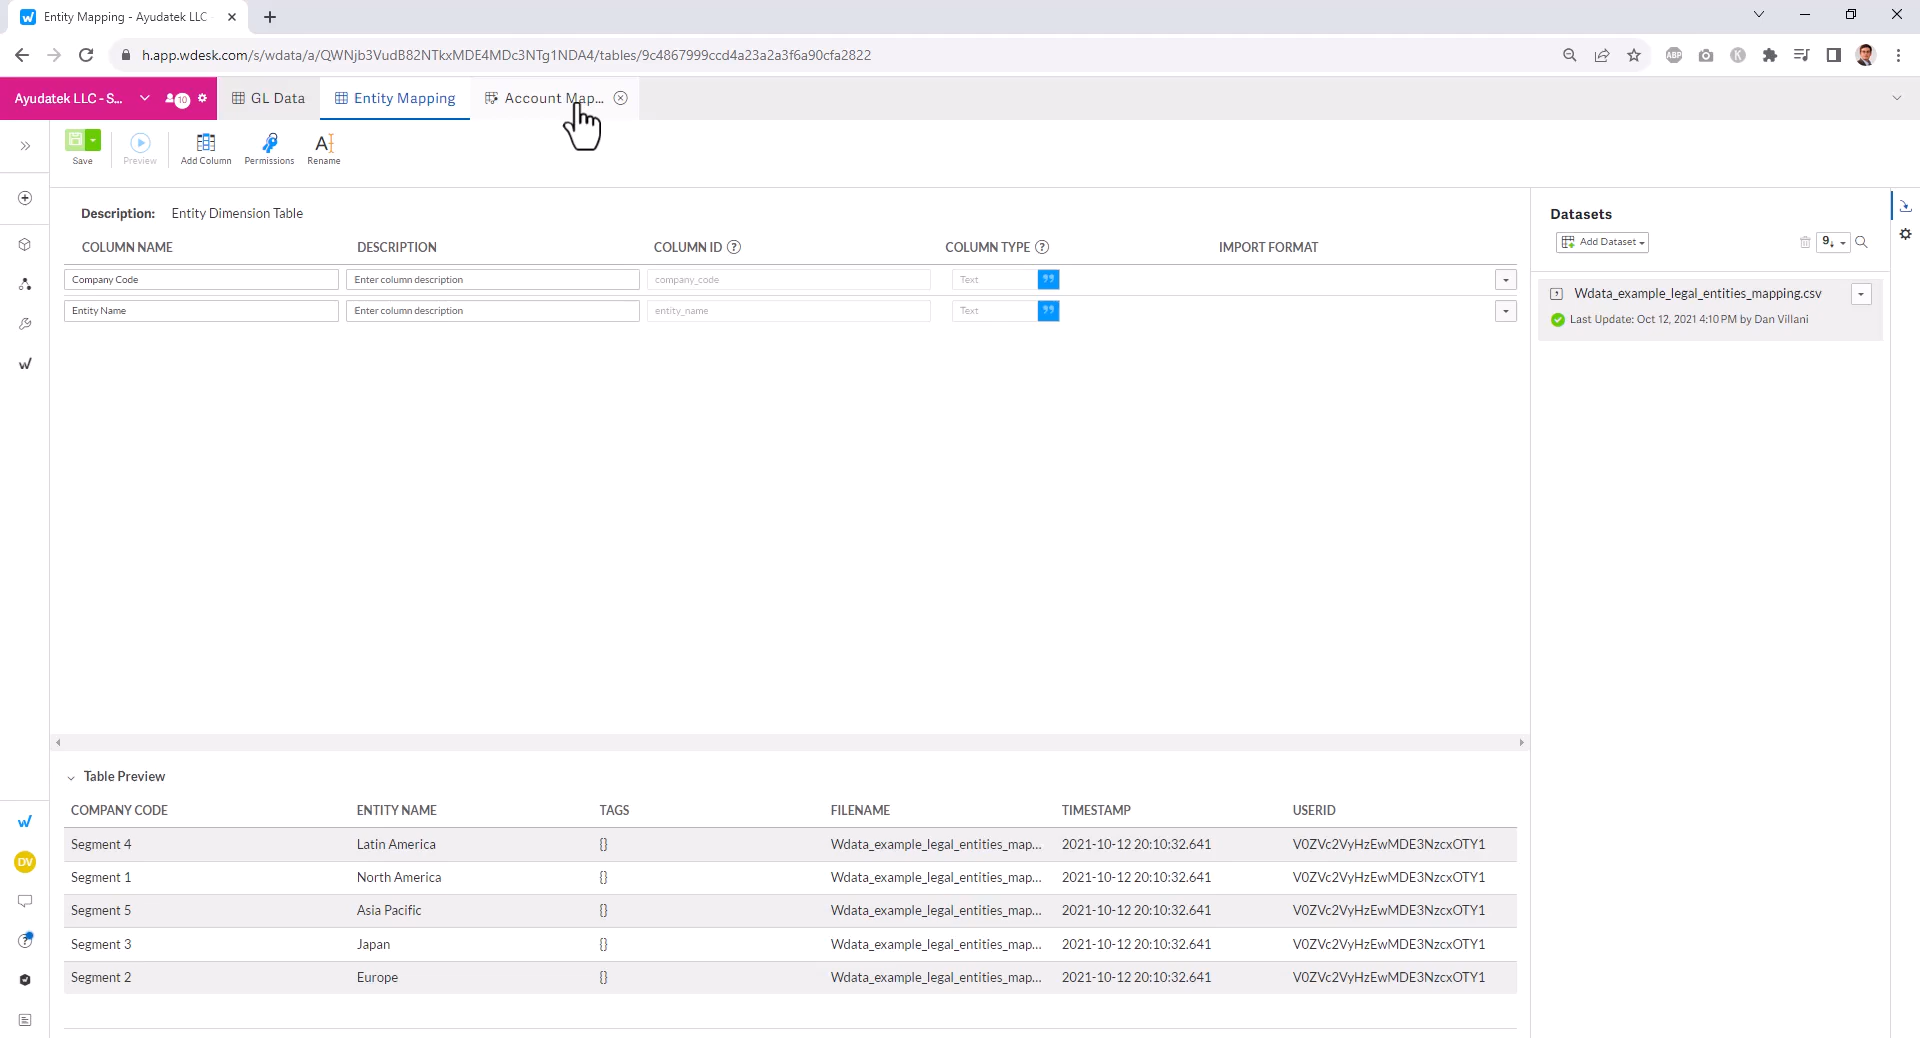 Entity Mapping - Ayudatek LLC
h.app.wdesk.com/s/wdata/a/QWNjb3VudB82NTkxMDE4MDc3NTg1NDA4/tables/9c4867999ccd4a23a2a3f6a90cfa2822
ABP
K
Ayudatek LLC - S... 10 GL Data Entity Mapping Account Map...
Save Preview Add Column Permissions Rename
Description: Entity Dimension Table
COLUMN NAME DESCRIPTION COLUMN ID ? COLUMN TYPE ? IMPORT FORMAT
Company Code Enter column description company_code Text
Entity Name Enter column description entity_name Text
Datasets
Add Dataset
Wdata_example_legal_entities_mapping.csv
Last Update: Oct 12, 2021 4:10 PM by Dan Villani
Table Preview
COMPANY CODE ENTITY NAME TAGS FILENAME TIMESTAMP USERID
Segment 4 Latin America {} Wdata_example_legal_entities_map... 2021-10-12 20:10:32.641 V0ZVc2VyHzEwMDE3NzcxOTY1
Segment 1 North America {} Wdata_example_legal_entities_map... 2021-10-12 20:10:32.641 V0ZVc2VyHzEwMDE3NzcxOTY1
Segment 5 Asia Pacific {} Wdata_example_legal_entities_map... 2021-10-12 20:10:32.641 V0ZVc2VyHzEwMDE3NzcxOTY1
Segment 3 Japan {} Wdata_example_legal_entities_map... 2021-10-12 20:10:32.641 V0ZVc2VyHzEwMDE3NzcxOTY1
Segment 2 Europe {} Wdata_example_legal_entities_map... 2021-10-12 20:10:32.641 V0ZVc2VyHzEwMDE3NzcxOTY1
DV